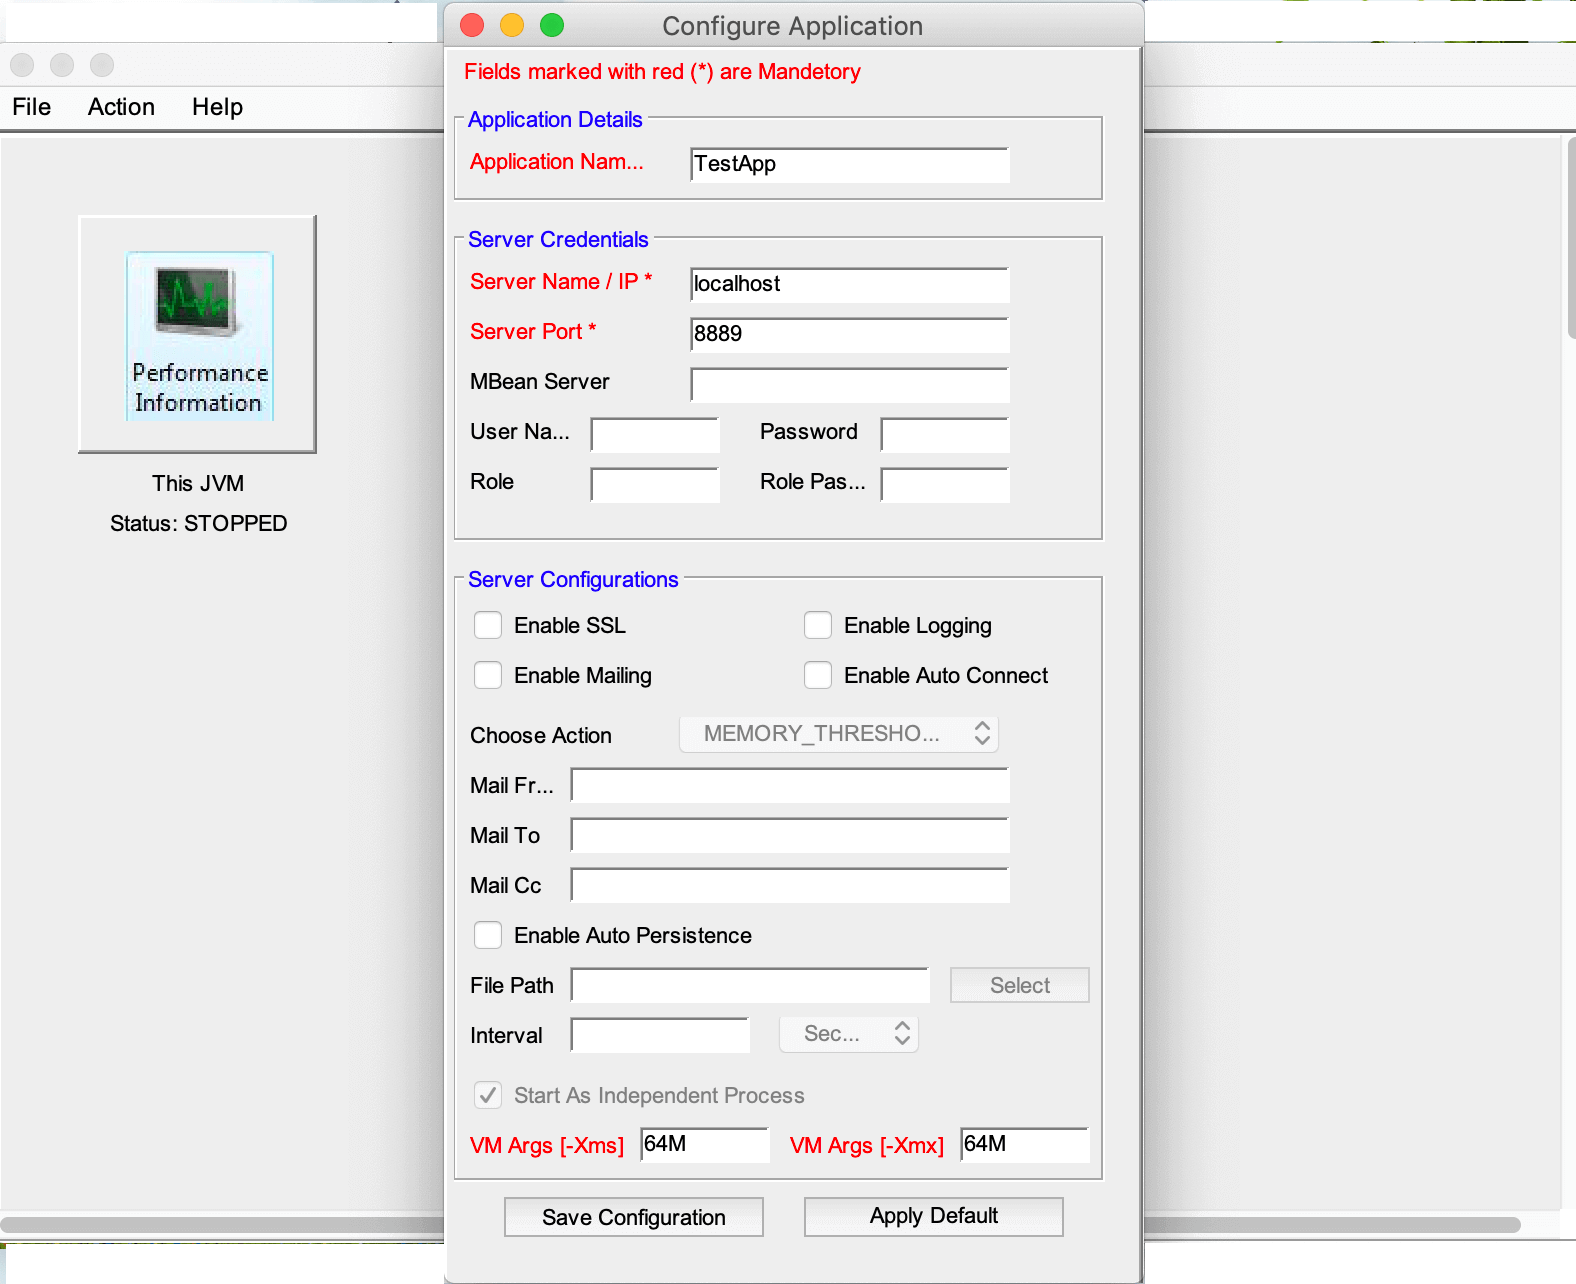 Configure Application
File Action Help
Performance
Information
This JVM
Status: STOPPED
Fields marked with red (*) are Mandetory
Application Details
Application Nam... TestApp
Server Credentials
Server Name / IP * localhost
Server Port * 8889
MBean Server
User Na... Password
Role Role Pas...
Server Configurations
Enable SSL Enable Logging
Enable Mailing Enable Auto Connect
Choose Action MEMORY_THRESHO...
Mail Fr...
Mail To
Mail Cc
Enable Auto Persistence
File Path Select
Interval Sec...
Start As Independent Process
VM Args [-Xms] 64M VM Args [-Xmx] 64M
Save Configuration Apply Default